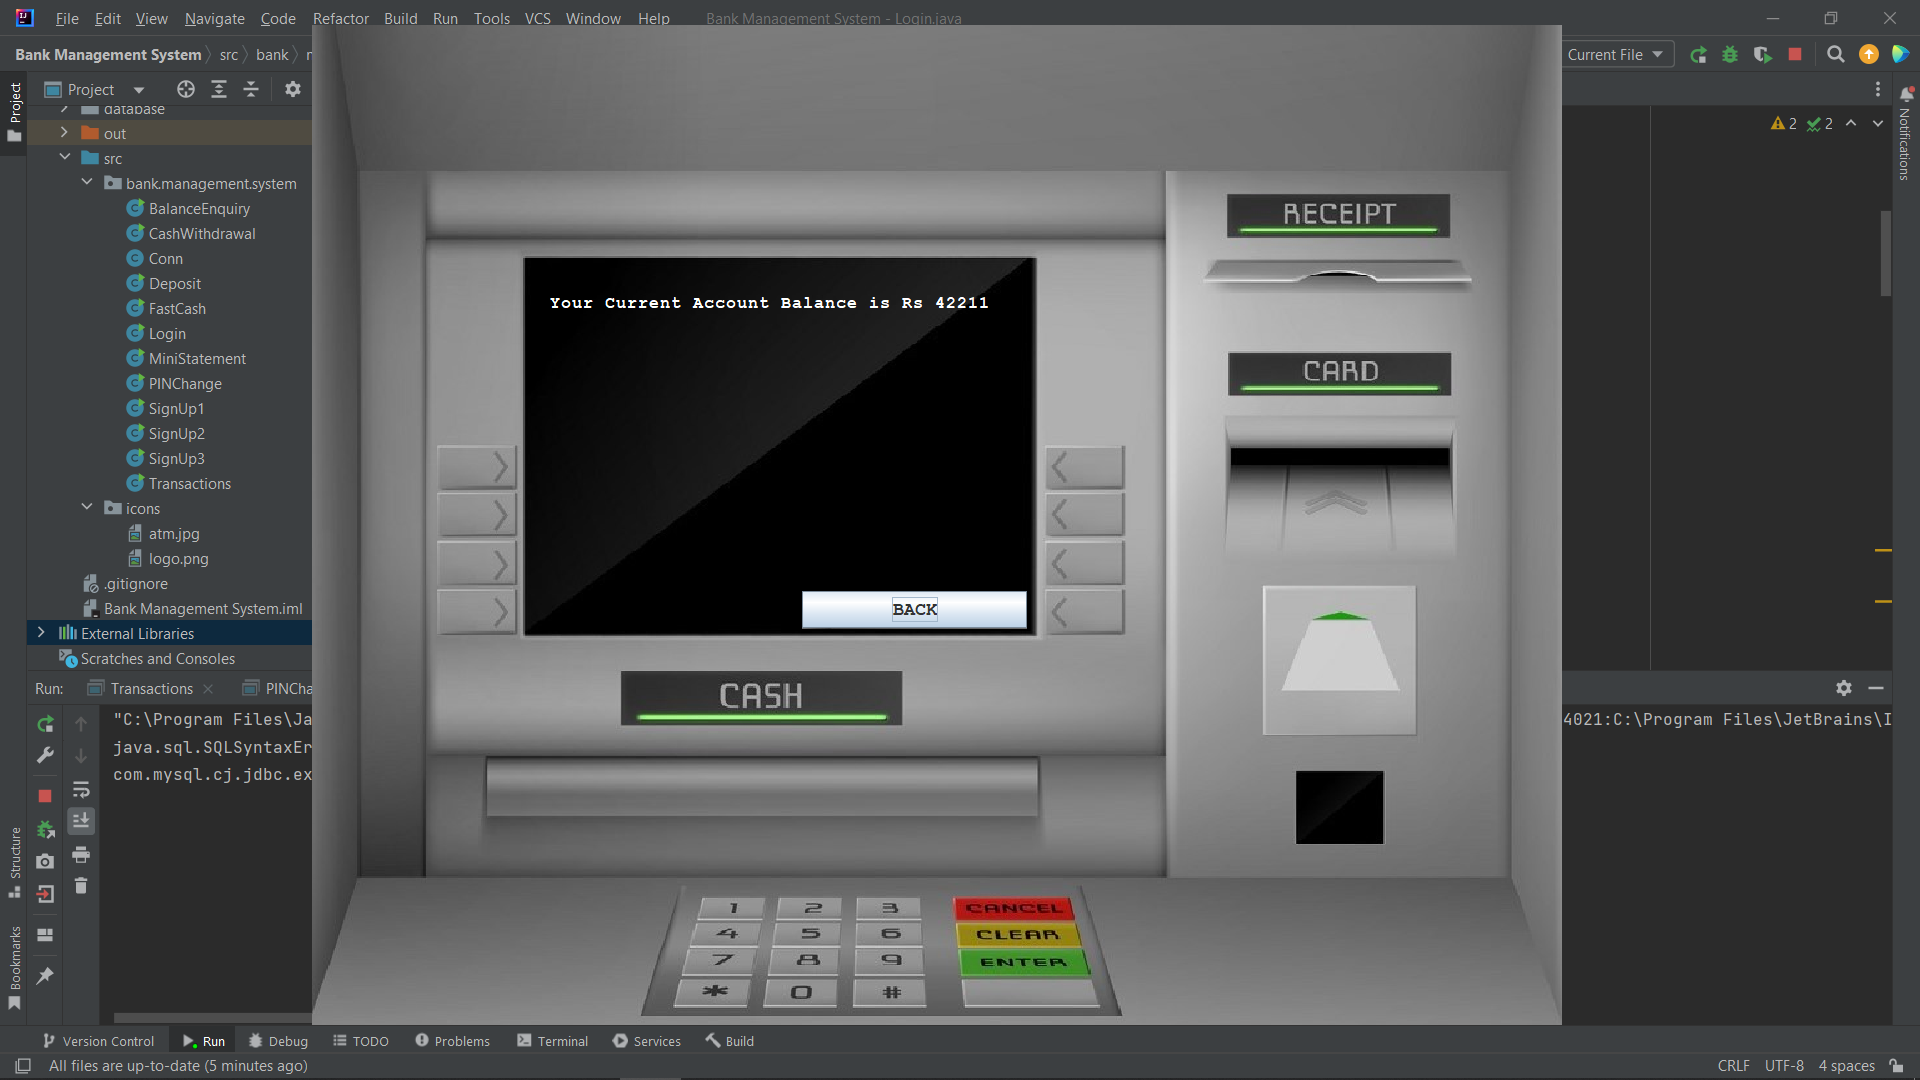 File Edit View Navigate Code Refactor Build Run Tools VCS Window Help Bank Management System - Login.java
Bank Management System src bank
Current File
Project
Project
database
out
src
bank.management.system
BalanceEnquiry
CashWithdrawal
Conn
Deposit
FastCash
Login
MiniStatement
PINChange
SignUp1
SignUp2
SignUp3
Transactions
icons
atm.jpg
logo.png
.gitignore
Bank Management System.iml
External Libraries
Scratches and Consoles
2 2
Notifications
RECEIPT
Your Current Account Balance is Rs 42211
CARD
BACK
CASH
1 2 3 CANCEL
4 5 6 CLEAR
7 8 9 ENTER
* 0 #
Run: Transactions PINCha
"C:\Program Files\Ja
4021:C:\Program Files\JetBrains\I
java.sql.SQLSyntaxEr
com.mysql.cj.jdbc.ex
Structure
Bookmarks
Version Control Run Debug TODO Problems Terminal Services Build
All files are up-to-date (5 minutes ago)
CRLF UTF-8 4 spaces